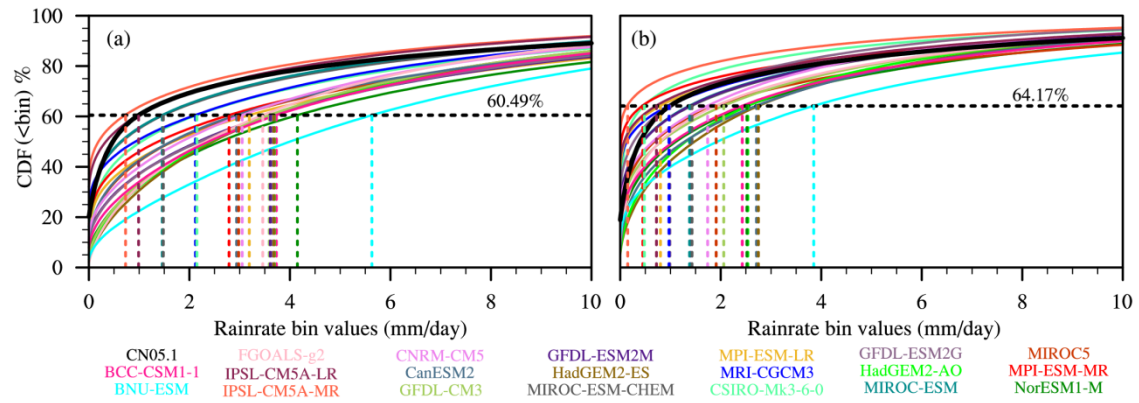 (a)
(b)
CDF (<bin) %
100
80
60
40
20
0
60.49%
64.17%
0 2 4 6 8 10
0 2 4 6 8 10
Rainrate bin values (mm/day)
Rainrate bin values (mm/day)
CN05.1 FGOALS-g2 CNRM-CM5 GFDL-ESM2M MPI-ESM-LR GFDL-ESM2G MIROC5
BCC-CSM1-1 IPSL-CM5A-LR CanESM2 HadGEM2-ES MRI-CGCM3 HadGEM2-AO MPI-ESM-MR
BNU-ESM IPSL-CM5A-MR GFDL-CM3 MIROC-ESM-CHEM CSIRO-Mk3-6-0 MIROC-ESM NorESM1-M